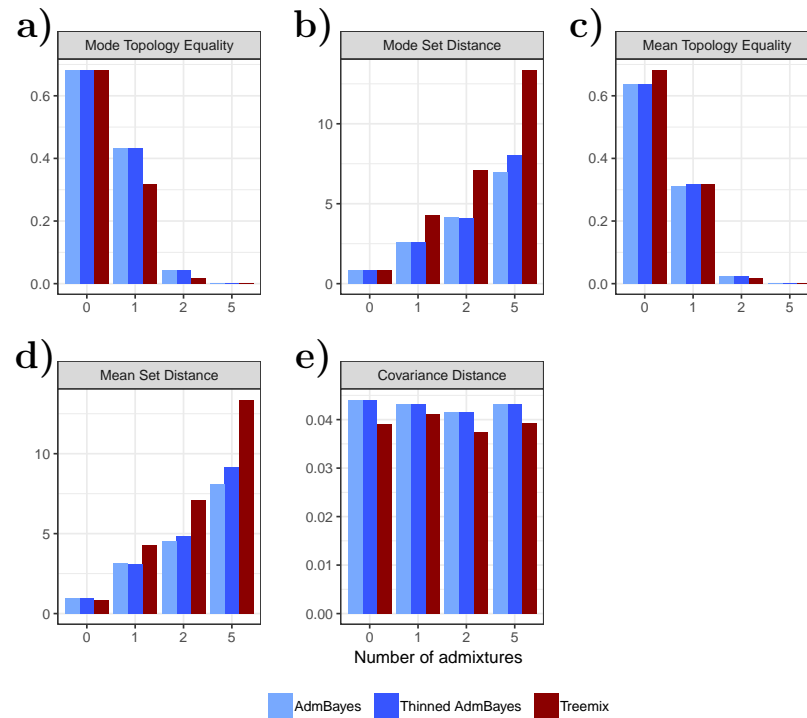 a) b) c)
Mode Topology Equality Mode Set Distance Mean Topology Equality
0.6 10 0.6
0.4 0.4
5
0.2 0.2
0.0 0 0.0
0 1 2 5 0 1 2 5 0 1 2 5
d) e)
Mean Set Distance Covariance Distance
0.04
10
0.03
0.02
5
0.01
0 0.00
0 1 2 5 0 1 2 5
Number of admixtures
AdmBayes Thinned AdmBayes Treemix